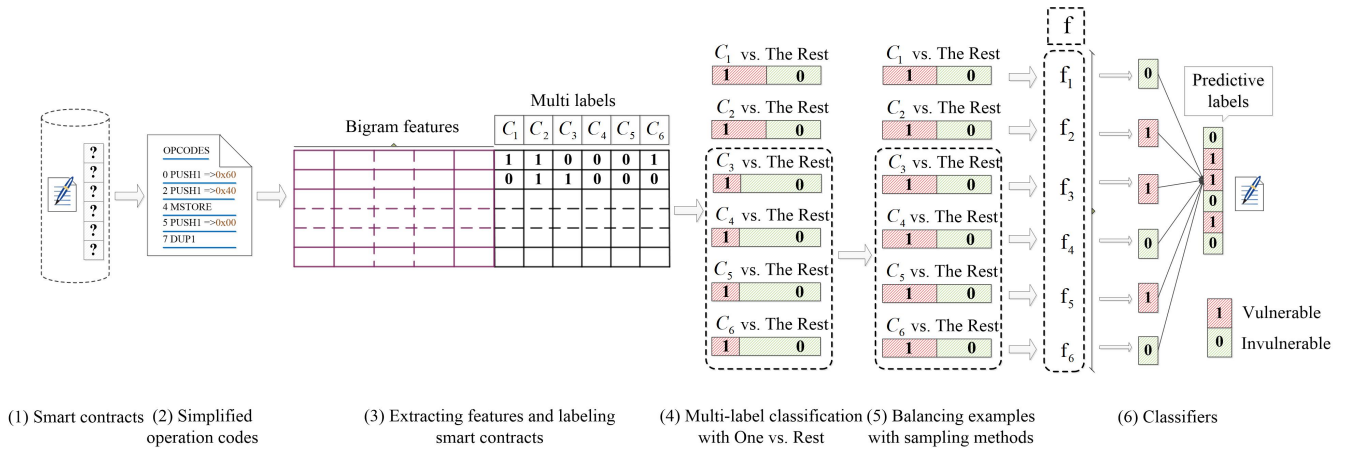 ?
?
?
?
?
?
OPCODES
0 PUSH1 =>0x60
2 PUSH1 =>0x40
4 MSTORE
5 PUSH1 =>0x00
7 DUP1
Bigram features
Multi labels
C1 C2 C3 C4 C5 C6
1 1 0 0 0 1
0 1 1 0 0 0
C1 vs. The Rest
1 0
C2 vs. The Rest
1 0
C3 vs. The Rest
1 0
C4 vs. The Rest
1 0
C5 vs. The Rest
1 0
C6 vs. The Rest
1 0
C1 vs. The Rest
1 0
C2 vs. The Rest
1 0
C3 vs. The Rest
1 0
C4 vs. The Rest
1 0
C5 vs. The Rest
1 0
C6 vs. The Rest
1 0
f
f1
f2
f3
f4
f5
f6
0
1
1
0
1
0
Predictive
labels
0
1
1
0
1
0
1 Vulnerable
0 Invulnerable
(1) Smart contracts
(2) Simplified
operation codes
(3) Extracting features and labeling
smart contracts
(4) Multi-label classification
with One vs. Rest
(5) Balancing examples
with sampling methods
(6) Classifiers